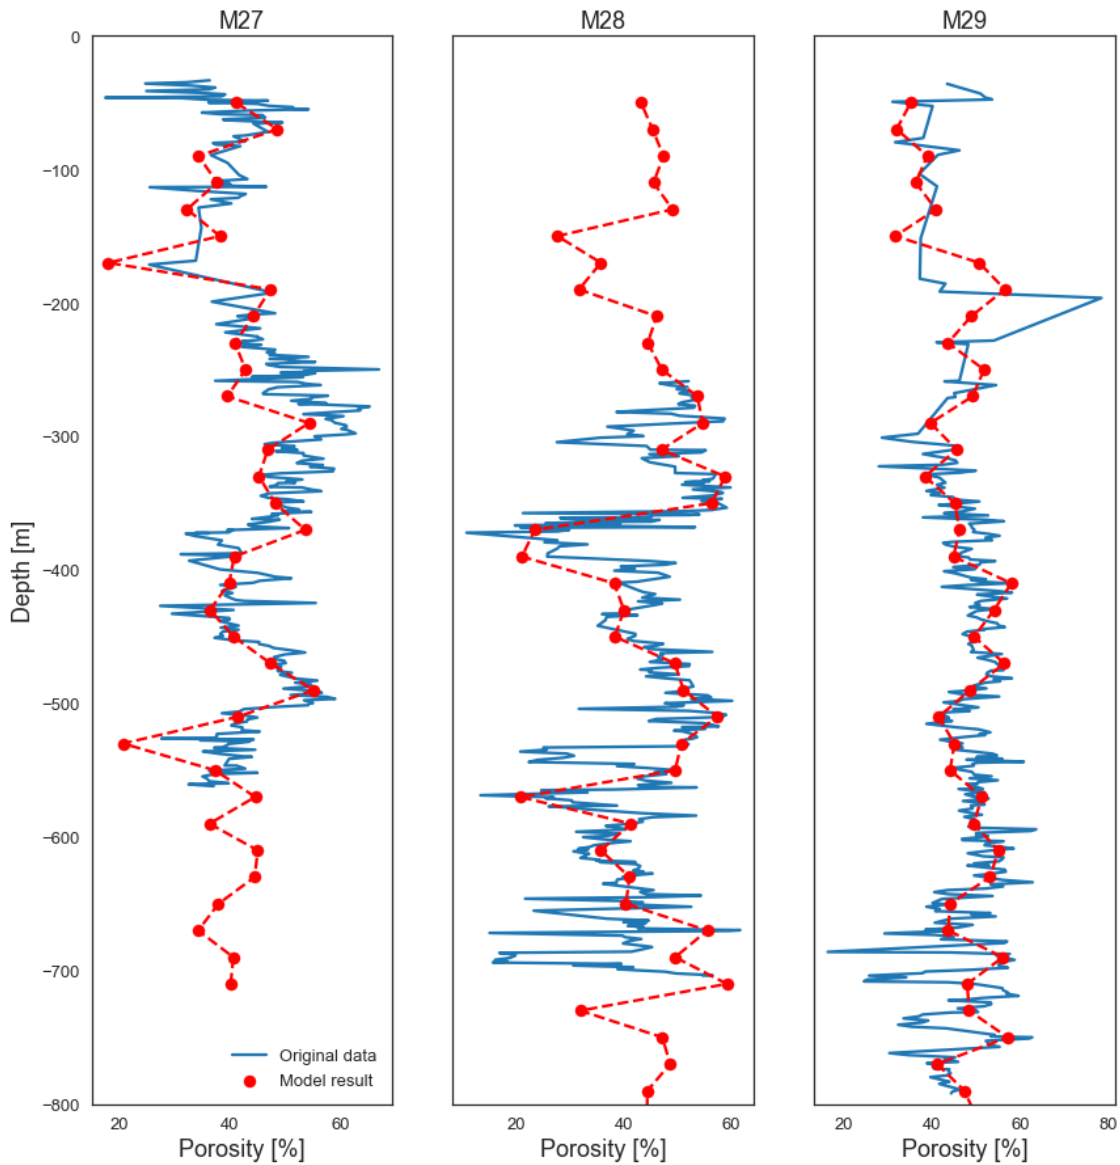 M27 M28 M29
0
−100
−200
−300
−400
−500
−600
−700
−800
Depth [m]
Original data
Model result
20 40 60 20 40 60 20 40 60 80
Porosity [%] Porosity [%] Porosity [%]